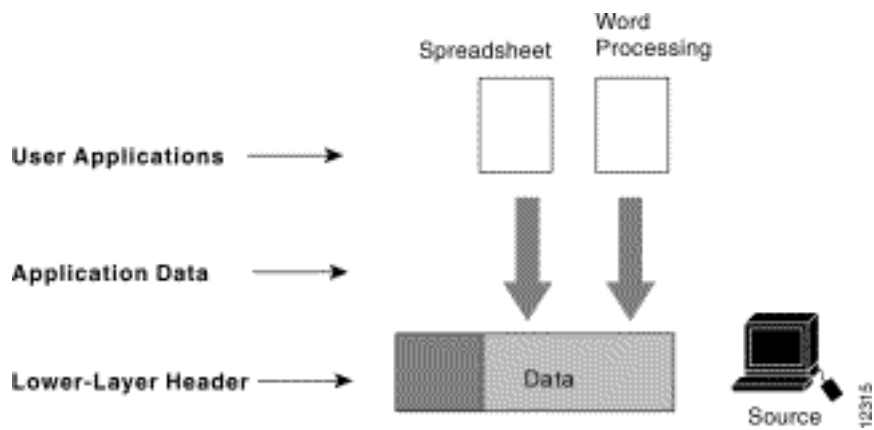 Spreadsheet
Word
Processing
User Applications
Application Data
Lower-Layer Header
Data
Source
12315